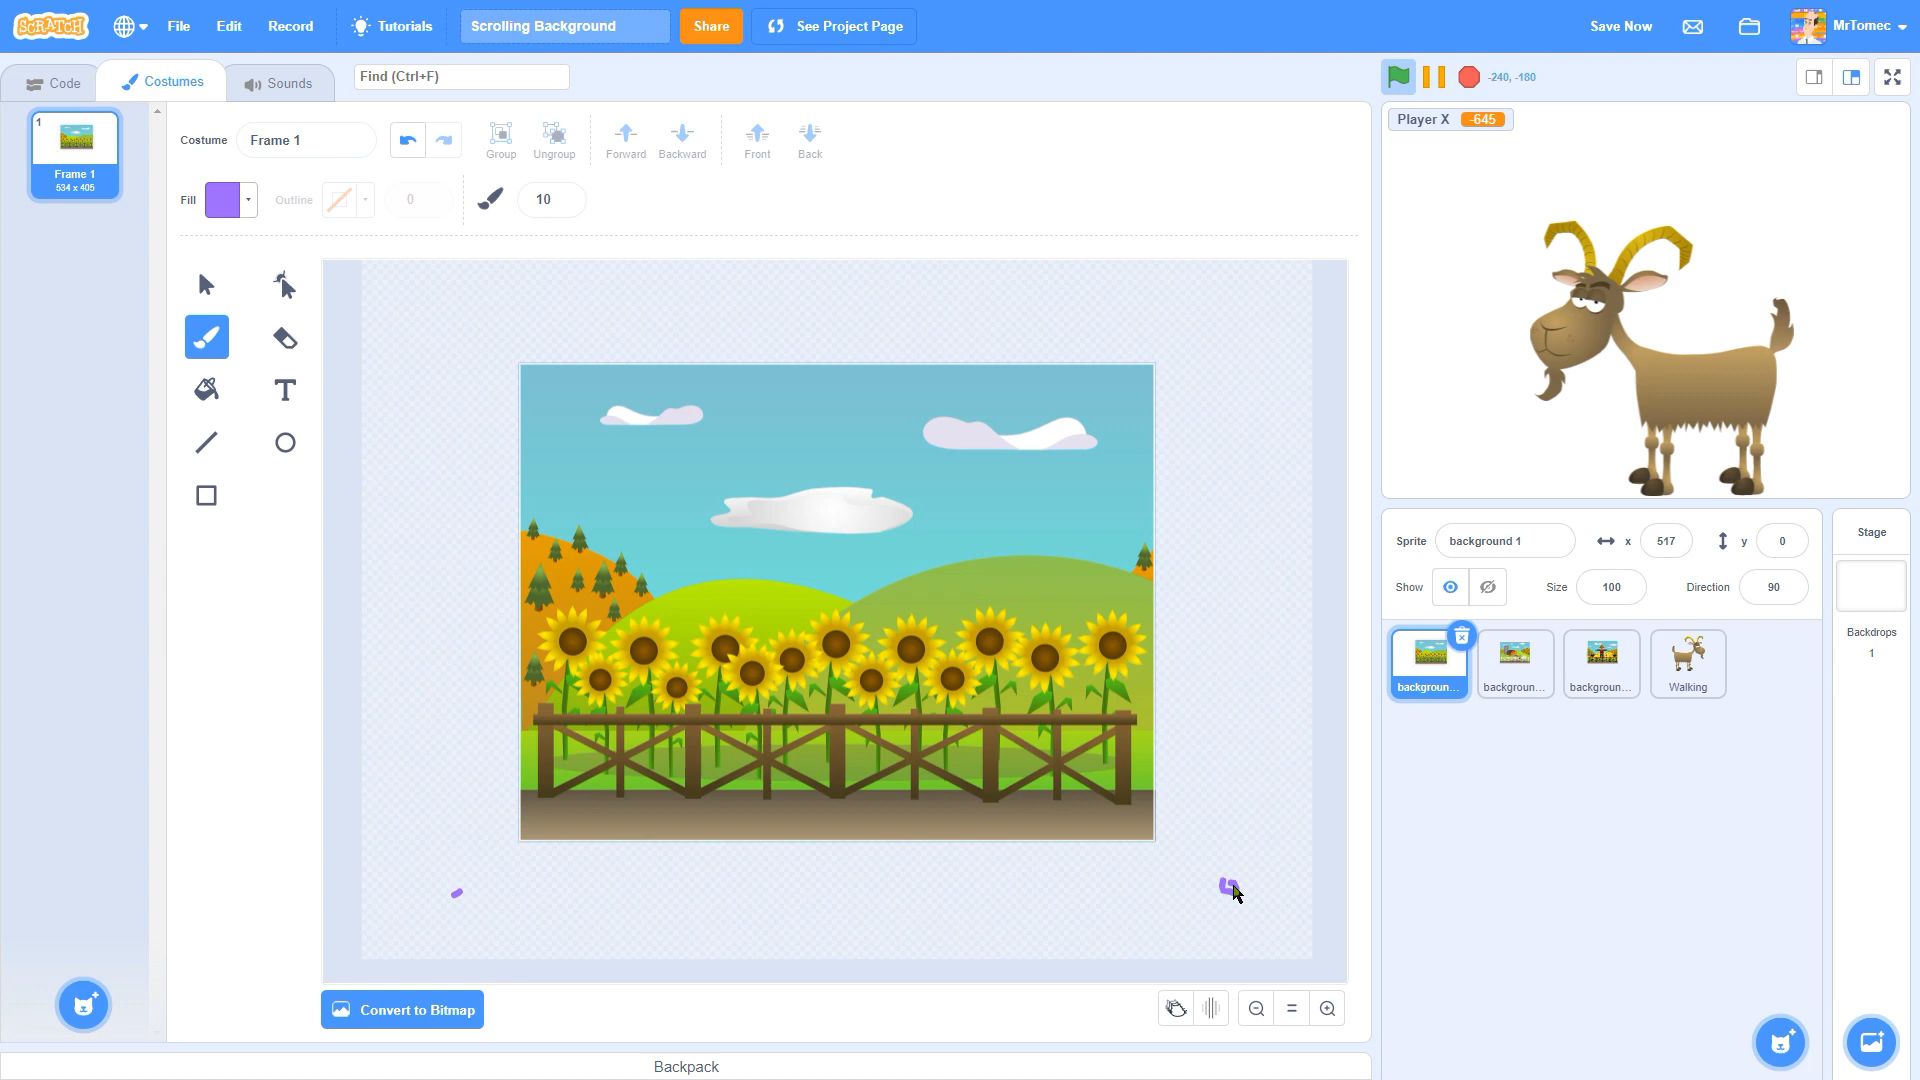 SCRATCH
File
Edit
Record
Tutorials
Scrolling Background
Share
See Project Page
Save Now
MrTomec
Code
Costumes
Sounds
Find (Ctrl+F)
-240, -180
1
Frame 1
534 x 405
Costume
Frame 1
Group
Ungroup
Forward
Backward
Front
Back
Fill
Outline
0
10
Player X -645
Sprite
background 1
x
517
y
0
Show
Size
100
Direction
90
Stage
Backdrops
1
backgroun...
backgroun...
backgroun...
Walking
Convert to Bitmap
Backpack